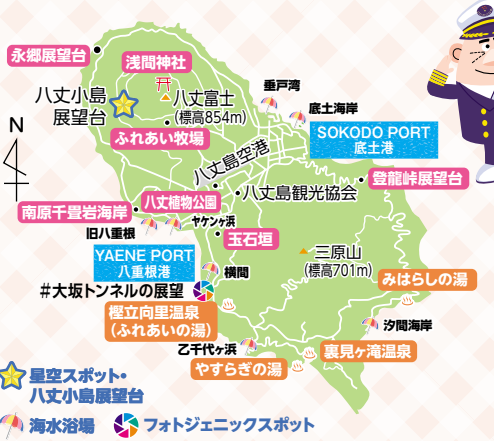 永郷展望台
浅間神社
八丈小島
展望台
八丈富士
(標高854m)
ふれあい牧場
垂戸湾
底土海岸
SOKODO PORT
底土港
N
八丈島空港
登龍峠展望台
八丈島観光協会
八丈植物公園
南原千畳岩海岸
旧八重根
ヤケンヶ浜
玉石垣
YAENE PORT
八重根港
横間
三原山
(標高701m)
#大坂トンネルの展望
みはらしの湯
樫立向里温泉
(ふれあいの湯)
汐間海岸
乙千代ヶ浜
裏見ヶ滝温泉
やすらぎの湯
星空スポット・
八丈小島展望台
海水浴場
フォトジェニックスポット